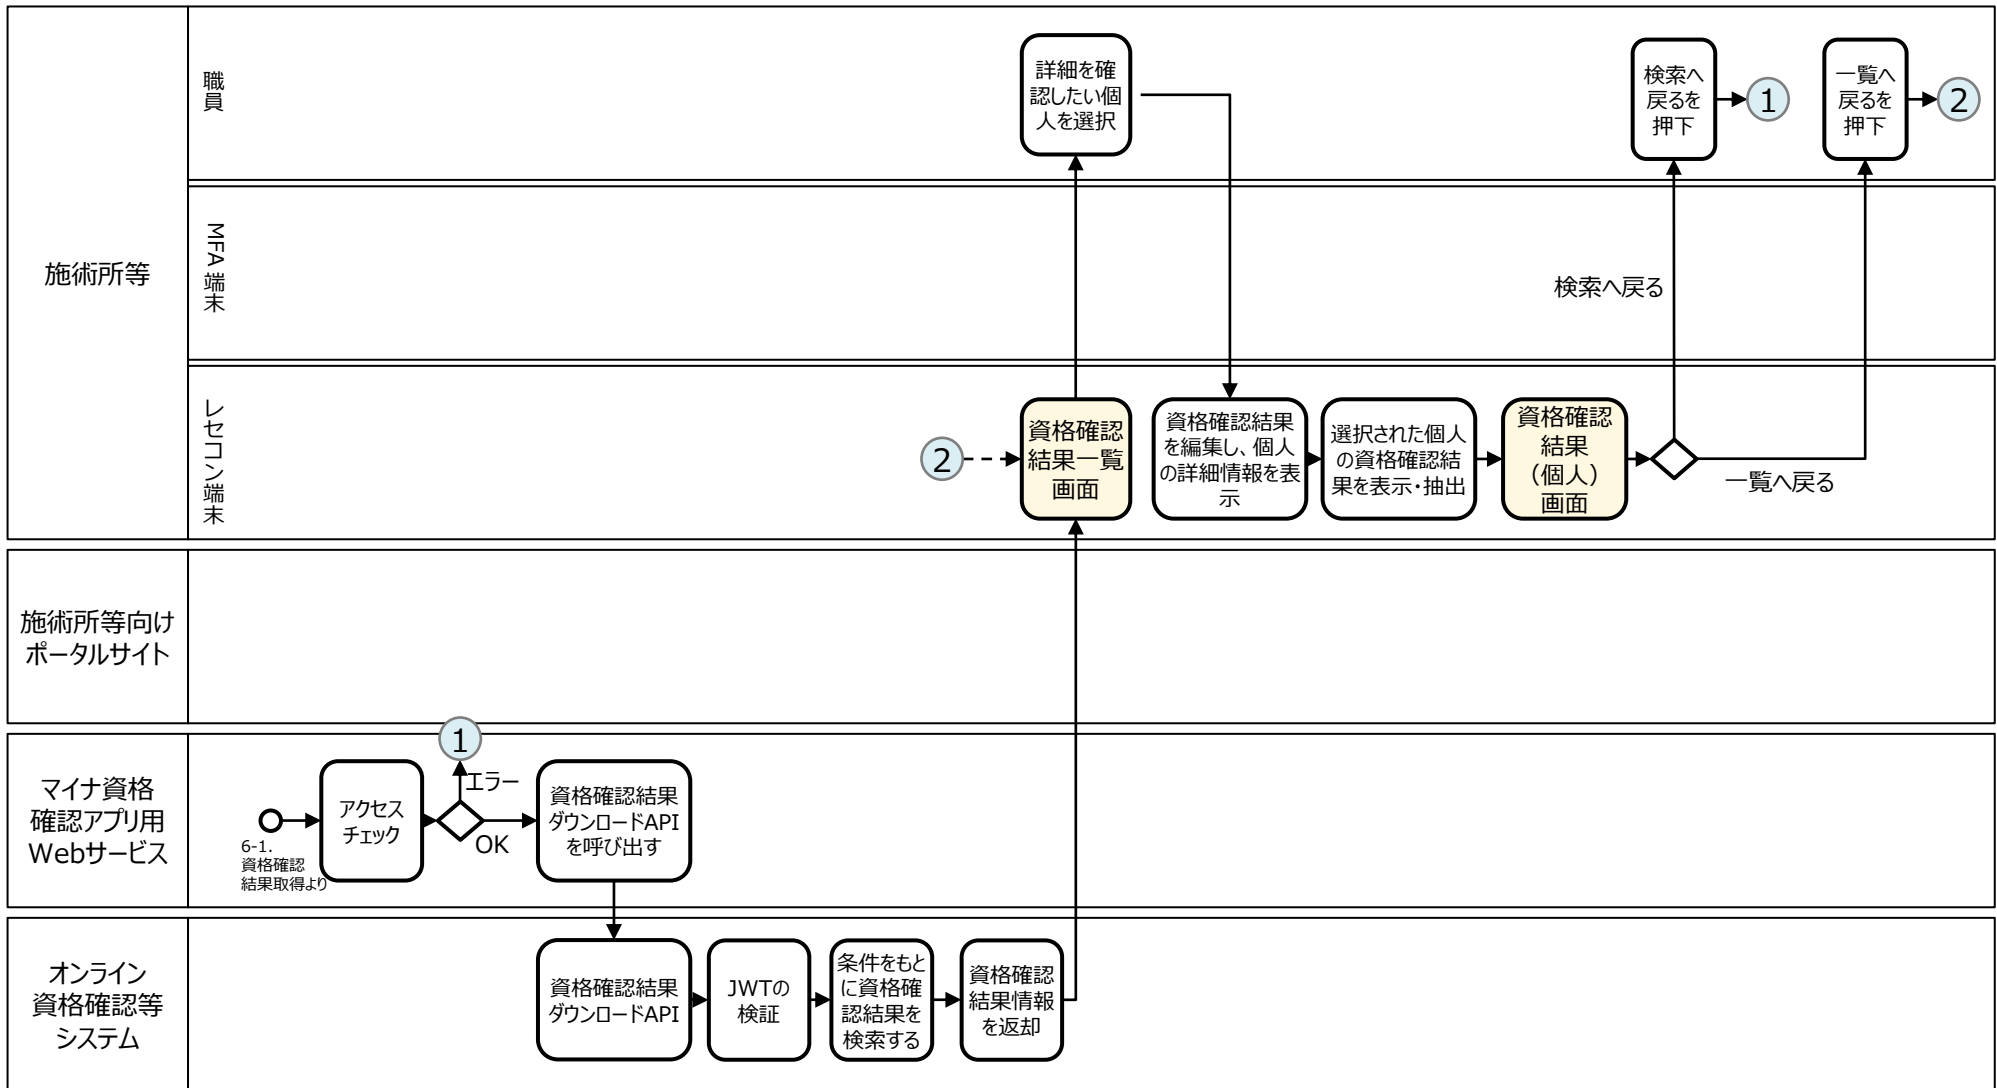 施術所等
職員
詳細を確
認したい個
人を選択
検索へ
戻るを
押下
1
一覧へ
戻るを
押下
2
MFA 端末
検索へ戻る
レセコン端末
2
資格確認
結果一覧
画面
資格確認結果
を編集し、個人
の詳細情報を表
示
選択された個人
の資格確認結
果を表示・抽出
資格確認
結果
（個人）
画面
一覧へ戻る
施術所等向け
ポータルサイト
マイナ資格
確認アプリ用
Webサービス
6-1.
資格確認
結果取得より
アクセス
チェック
1
エラー
OK
資格確認結果
ダウンロードAPI
を呼び出す
オンライン
資格確認等
システム
資格確認結果
ダウンロードAPI
JWTの
検証
条件をもと
に資格確
認結果を
検索する
資格確認
結果情報
を返却